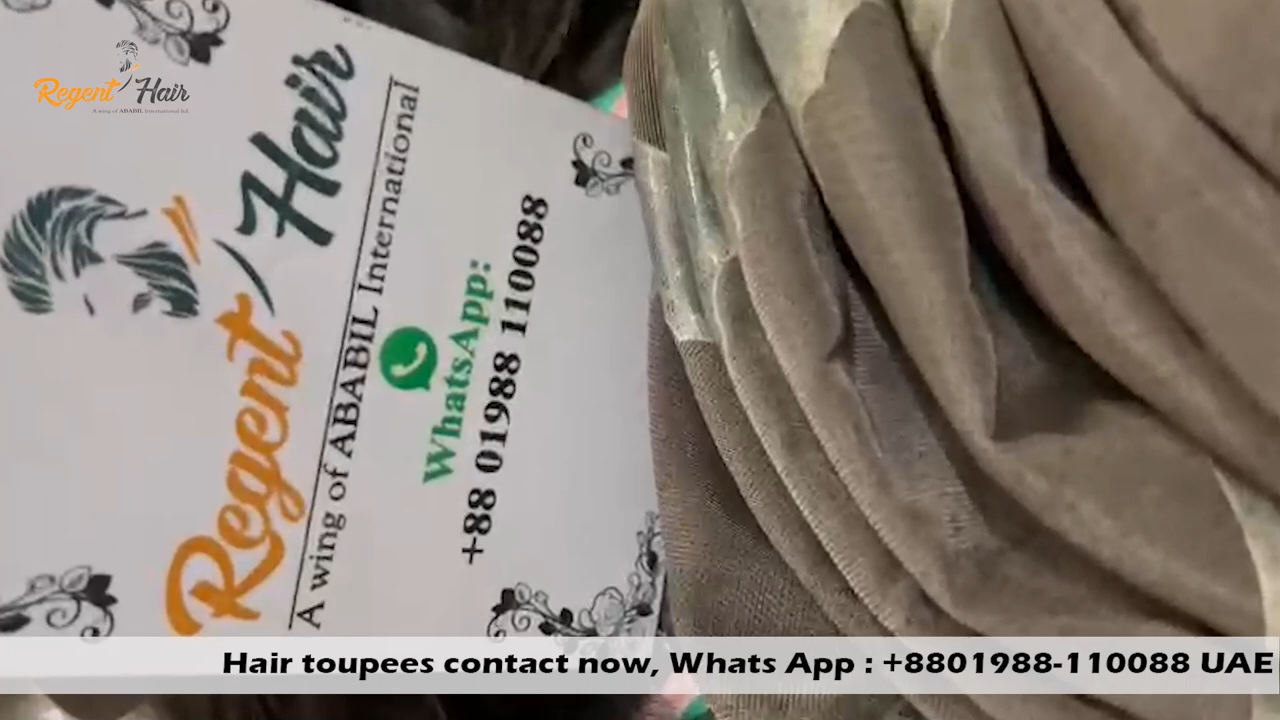 Regent Hair
A wing of ABABIL International ltd.
Regent Hair
A wing of ABABIL International
WhatsApp:
+88 01988 110088
Hair toupees contact now, Whats App : +8801988-110088 UAE